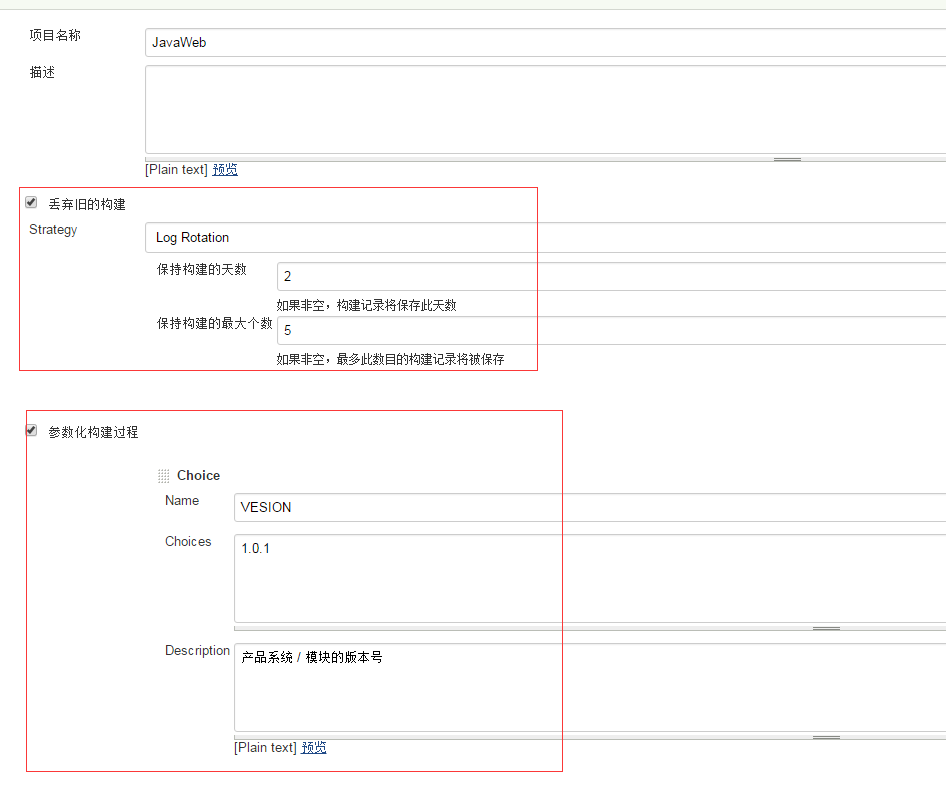 项目名称 JavaWeb
描述
[Plain text] 预览
丢弃旧的构建
Strategy Log Rotation
保持构建的天数 2
如果非空，构建记录将保存此天数
保持构建的最大个数 5
如果非空，最多此数目的构建记录将被保存
参数化构建过程
Choice
Name VESION
Choices 1.0.1
Description 产品系统 / 模块的版本号
[Plain text] 预览